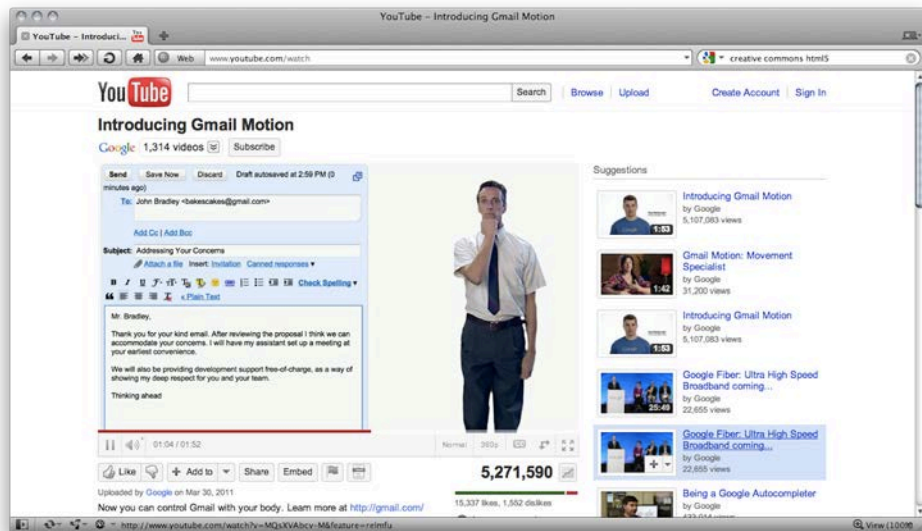 YouTube – Introducing Gmail Motion
YouTube – Introduci...
Web www.youtube.com/watch creative commons html5
YouTube Search Browse Upload Create Account Sign In
Introducing Gmail Motion
Google 1,314 videos Subscribe
Send Save Now Discard Draft autosaved at 2:59 PM (0
minutes ago)
To: John Bradley <bakescakes@gmail.com>
Add Cc | Add Bcc
Subject: Addressing Your Concerns
Attach a file Insert: Invitation Canned responses ▾
B I U Check Spelling ▾
« Plain Text
Mr. Bradley,
Thank you for your kind email. After reviewing the proposal I think we can
accommodate your concerns. I will have my assistant set up a meeting at
your earliest convenience.
We will also be providing development support free-of-charge, as a way of
showing my deep respect for you and your team.
Thinking ahead
01:04 / 01:52 Normal 360p CC
Like Add to Share Embed 5,271,590
Uploaded by Google on Mar 30, 2011 15,337 likes, 1,552 dislikes
Now you can control Gmail with your body. Learn more at http://gmail.com/
Suggestions
Introducing Gmail Motion
by Google
5,107,083 views
1:53
Gmail Motion: Movement
Specialist
by Google
31,200 views
1:42
Introducing Gmail Motion
by Google
5,107,083 views
1:53
Google Fiber: Ultra High Speed
Broadband coming...
by Google
22,655 views
25:49
Google Fiber: Ultra High Speed
Broadband coming...
by Google
22,655 views
Being a Google Autocompleter
by Google
http://www.youtube.com/watch?v=MQsXVAbcv-M&feature=relmfu View (100%)